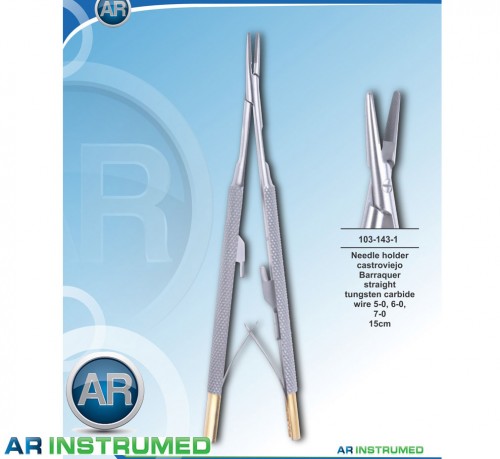 AR
AR
103-143-1
Needle holder
castroviejo
Barraquer
straight
tungsten carbide
wire 5-0, 6-0,
7-0
15cm
AR
AR INSTRUMED
AR INSTRUMED